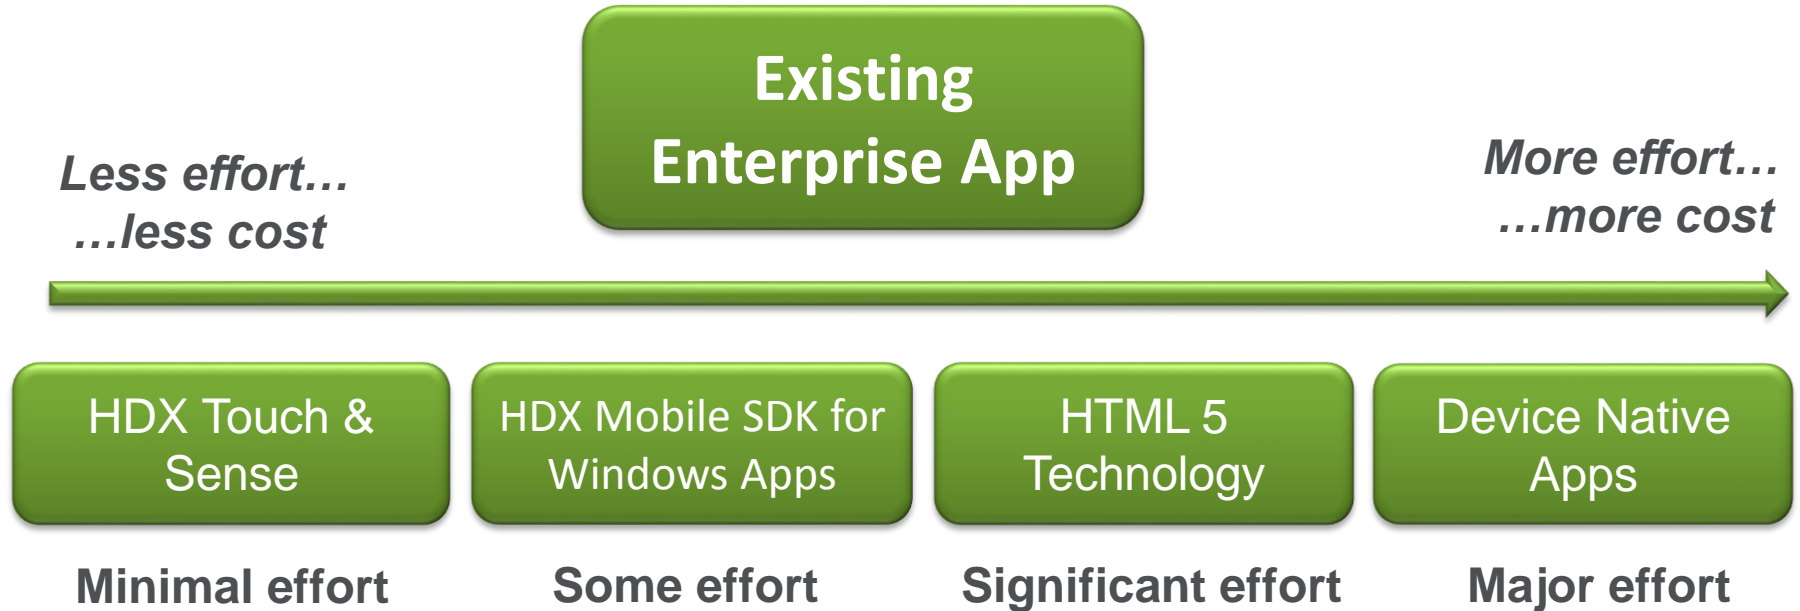 Existing
Enterprise App
Less effort…
…less cost
More effort…
…more cost
HDX Touch &
Sense
HDX Mobile SDK for
Windows Apps
HTML 5
Technology
Device Native
Apps
Minimal effort
Some effort
Significant effort
Major effort